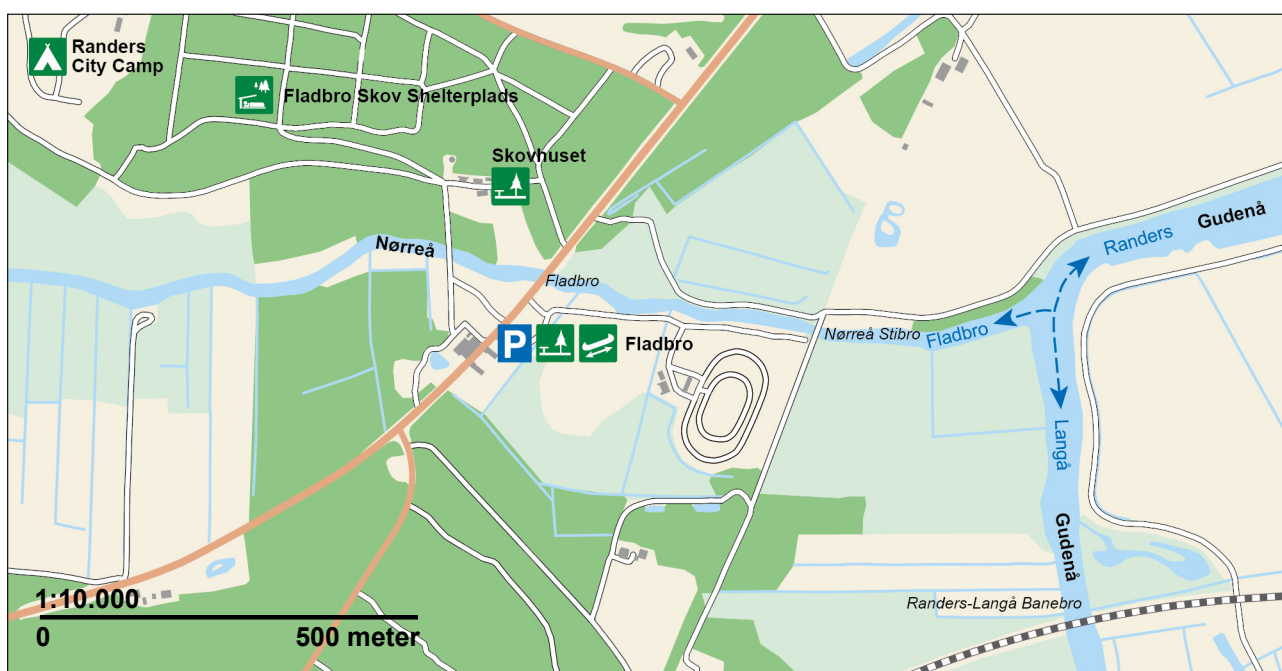 Randers
City Camp
Fladbro Skov Shelterplads
Skovhuset
Nørreå
Gudenå
Randers
Fladbro
Nørreå Stibro
Fladbro
P
Fladbro
Langå
Gudenå
Randers-Langå Banebro
1:10.000
0 500 meter